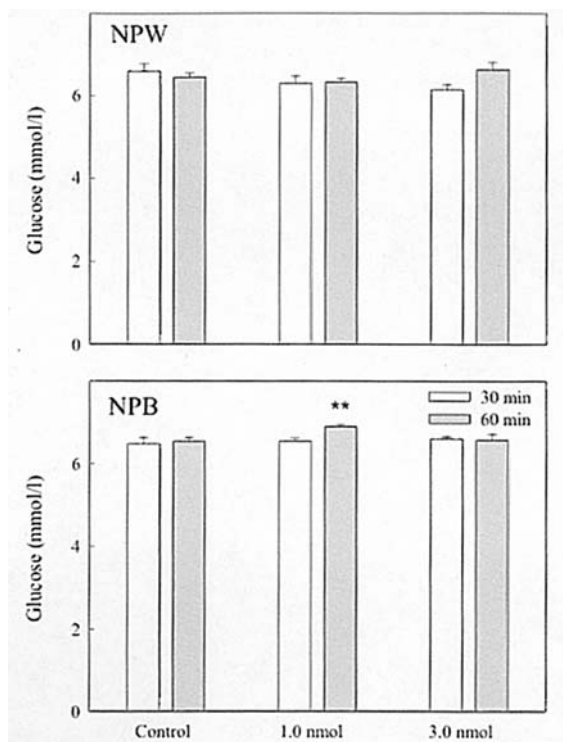 NPW
6
4
2
0
Glucose (mmol/l)
NPB
**
30 min
60 min
6
4
2
0
Glucose (mmol/l)
Control 1.0 nmol 3.0 nmol